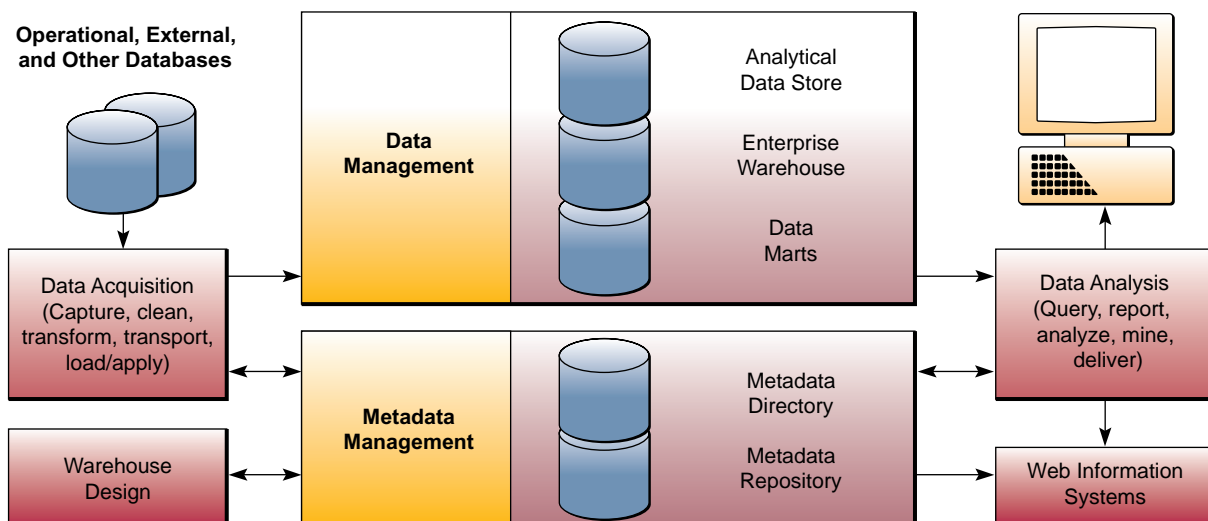 Operational, External,
and Other Databases
Data Acquisition
(Capture, clean,
transform, transport,
load/apply)
Warehouse
Design
Data
Management
Analytical
Data Store
Enterprise
Warehouse
Data
Marts
Metadata
Management
Metadata
Directory
Metadata
Repository
Data Analysis
(Query, report,
analyze, mine,
deliver)
Web Information
Systems